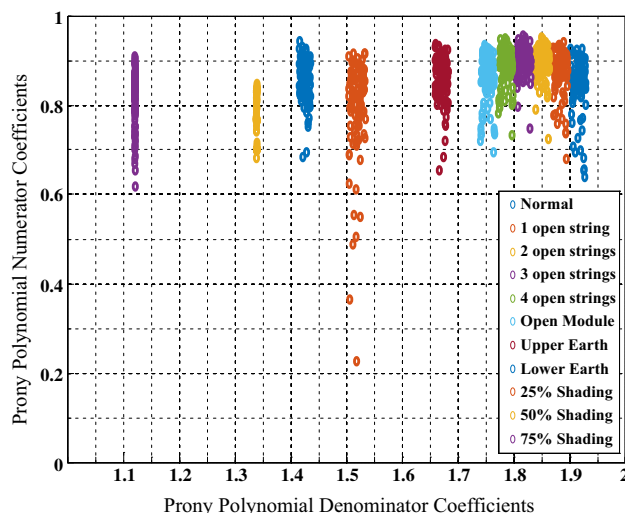 Prony Polynomial Numerator Coefficients
1
0.8
0.6
0.4
0.2
0
1.1
1.2
1.3
1.4
1.5
1.6
1.7
1.8
1.9
2
Prony Polynomial Denominator Coefficients
Normal
1 open string
2 open strings
3 open strings
4 open strings
Open Module
Upper Earth
Lower Earth
25% Shading
50% Shading
75% Shading